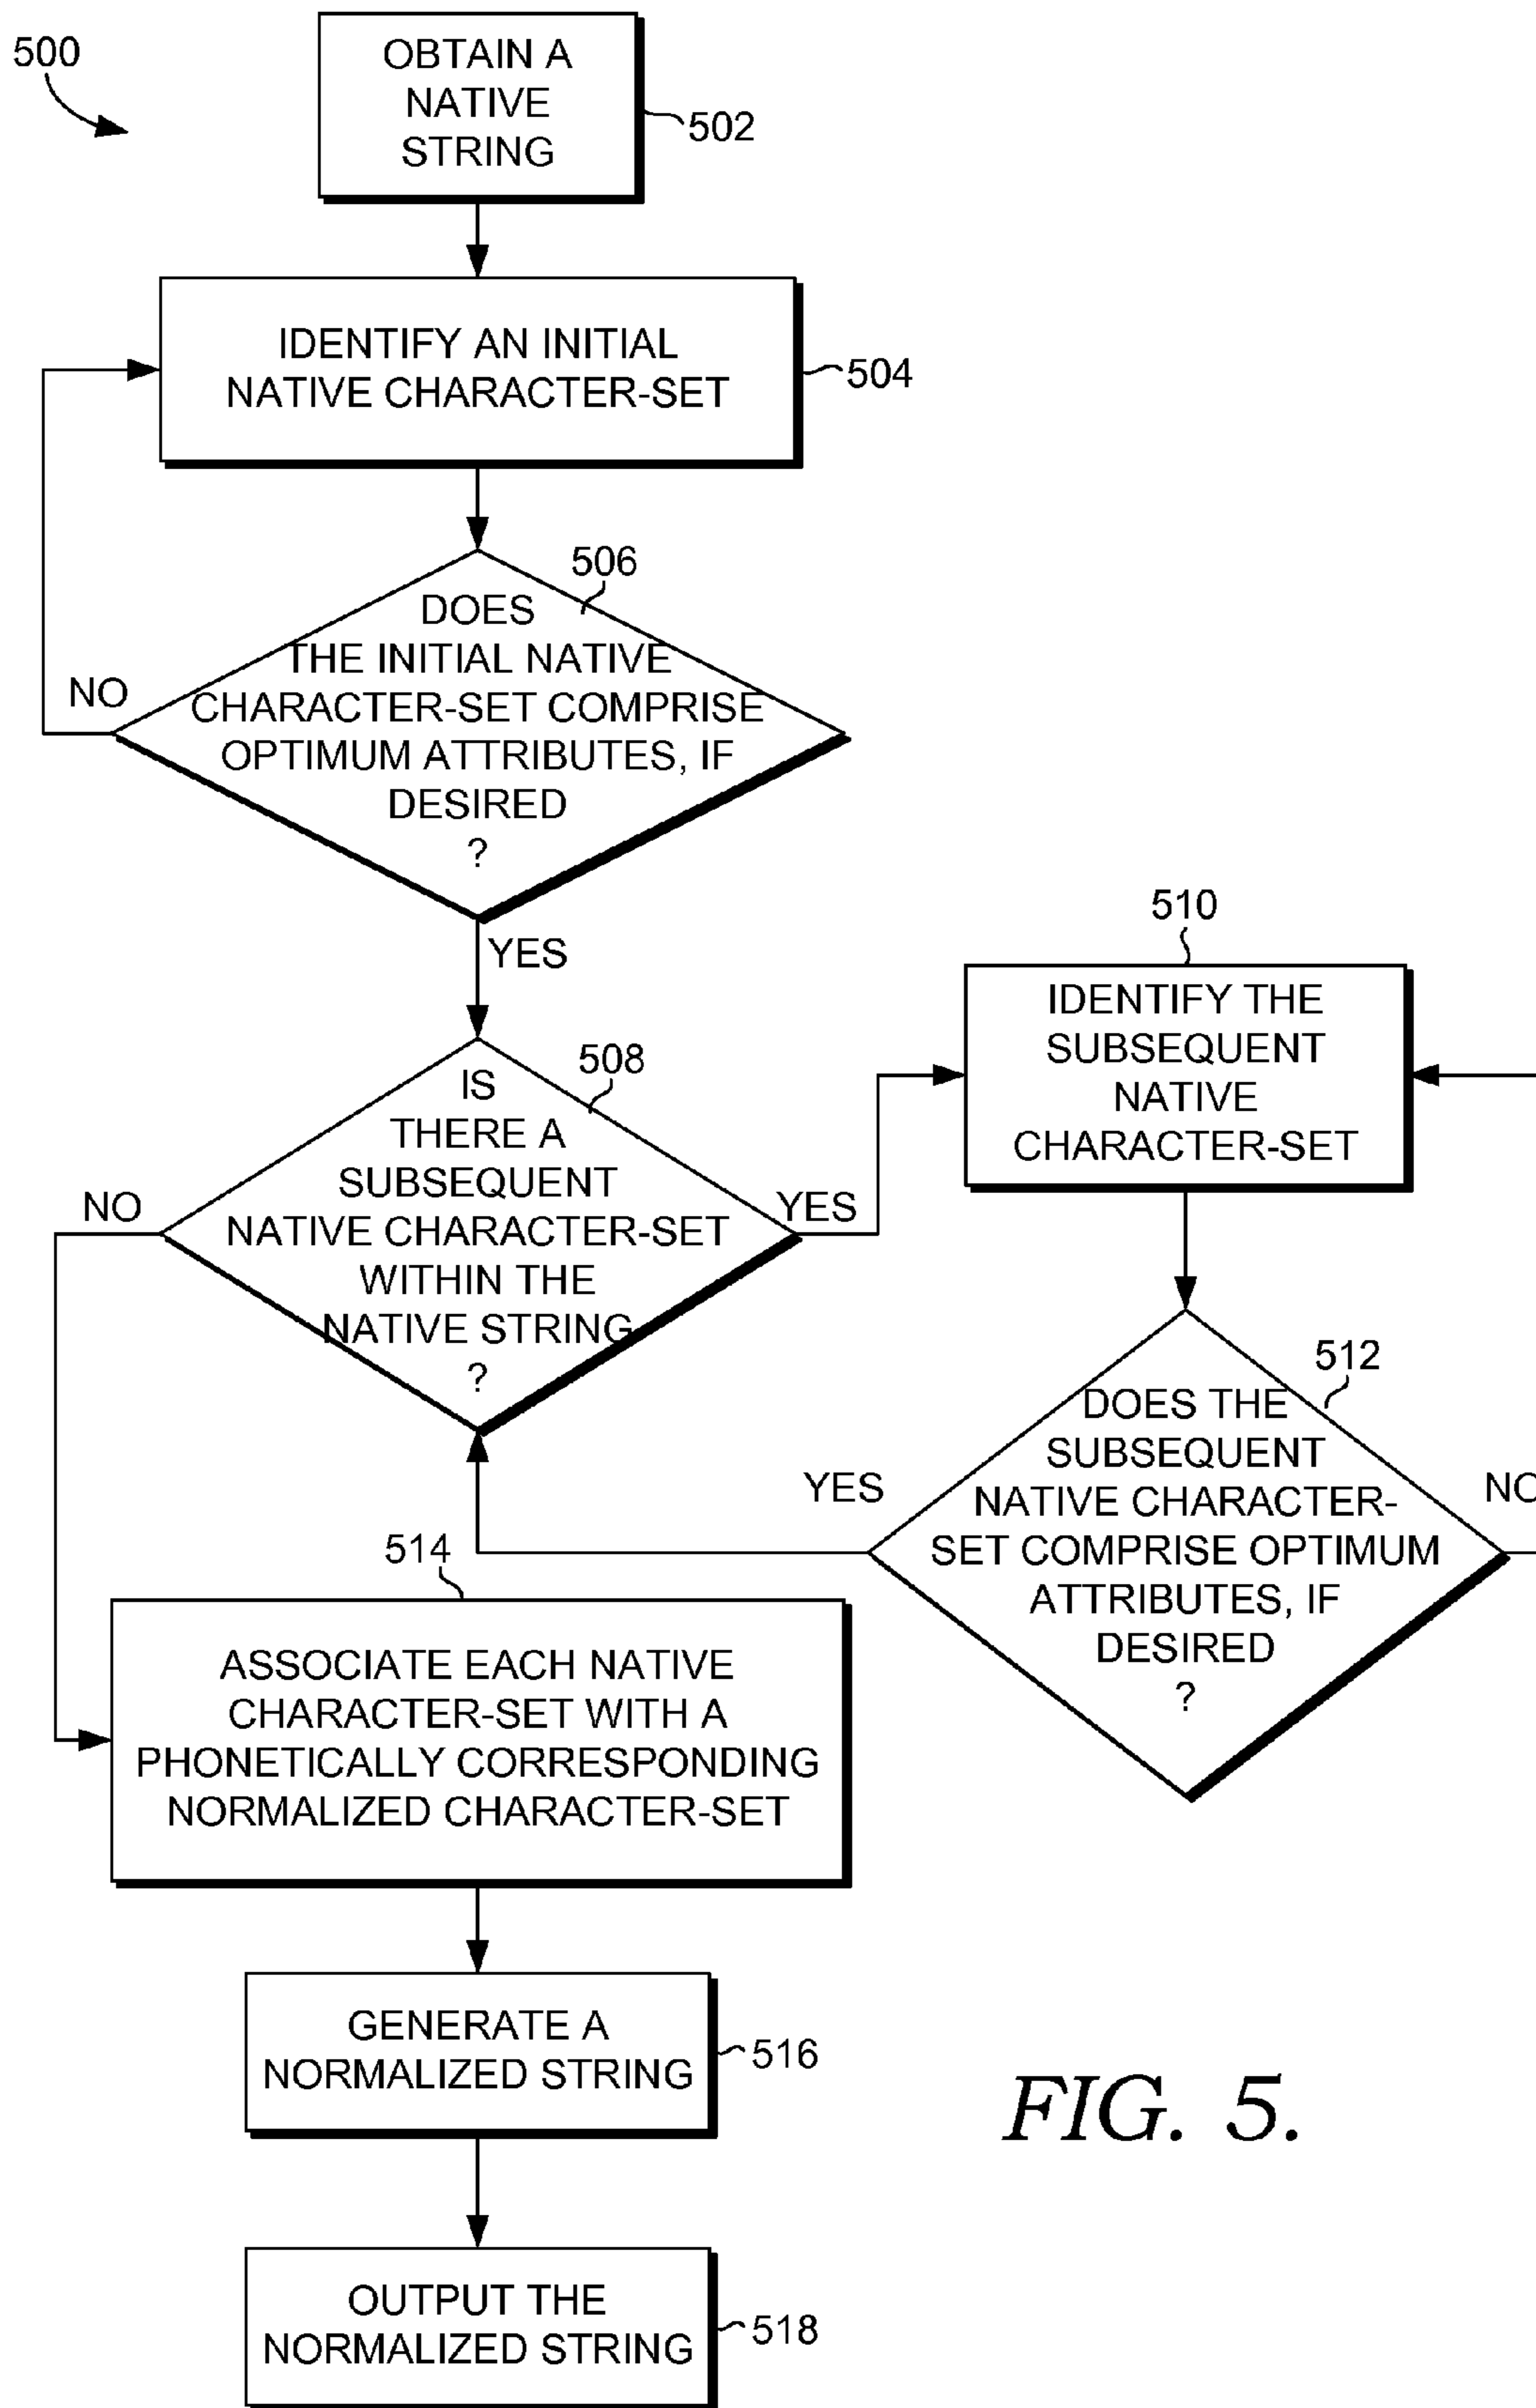 500
OBTAIN A
NATIVE
STRING
502
IDENTIFY AN INITIAL
NATIVE CHARACTER-SET
504
506
DOES
THE INITIAL NATIVE
CHARACTER-SET COMPRISE
OPTIMUM ATTRIBUTES, IF
DESIRED
?
NO
YES
508
IS
THERE A
SUBSEQUENT
NATIVE CHARACTER-SET
WITHIN THE
NATIVE STRING
?
NO
YES
510
IDENTIFY THE
SUBSEQUENT
NATIVE
CHARACTER-SET
512
DOES THE
SUBSEQUENT
NATIVE CHARACTER-
SET COMPRISE OPTIMUM
ATTRIBUTES, IF
DESIRED
?
YES
NO
514
ASSOCIATE EACH NATIVE
CHARACTER-SET WITH A
PHONETICALLY CORRESPONDING
NORMALIZED CHARACTER-SET
GENERATE A
NORMALIZED STRING
516
OUTPUT THE
NORMALIZED STRING
518
FIG. 5.